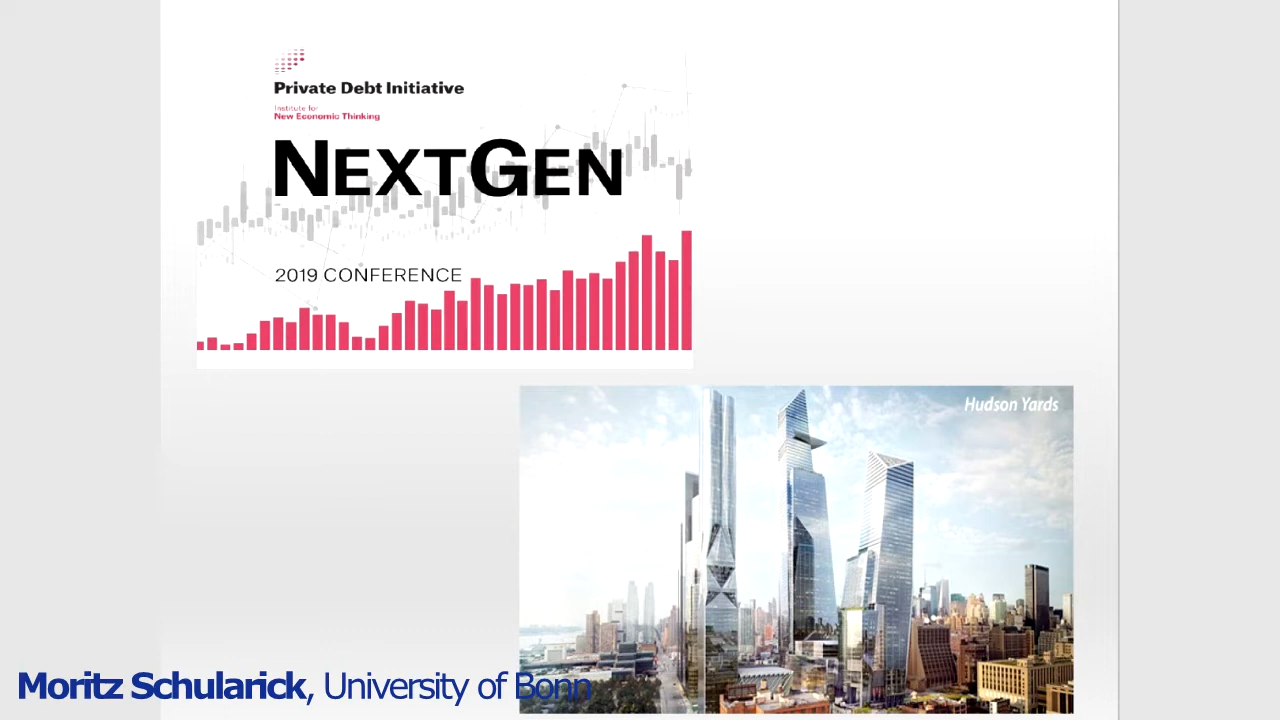 Private Debt Initiative
Institute for
New Economic Thinking
NEXTGEN
2019 CONFERENCE
Hudson Yards
Moritz Schularick, University of Bonn